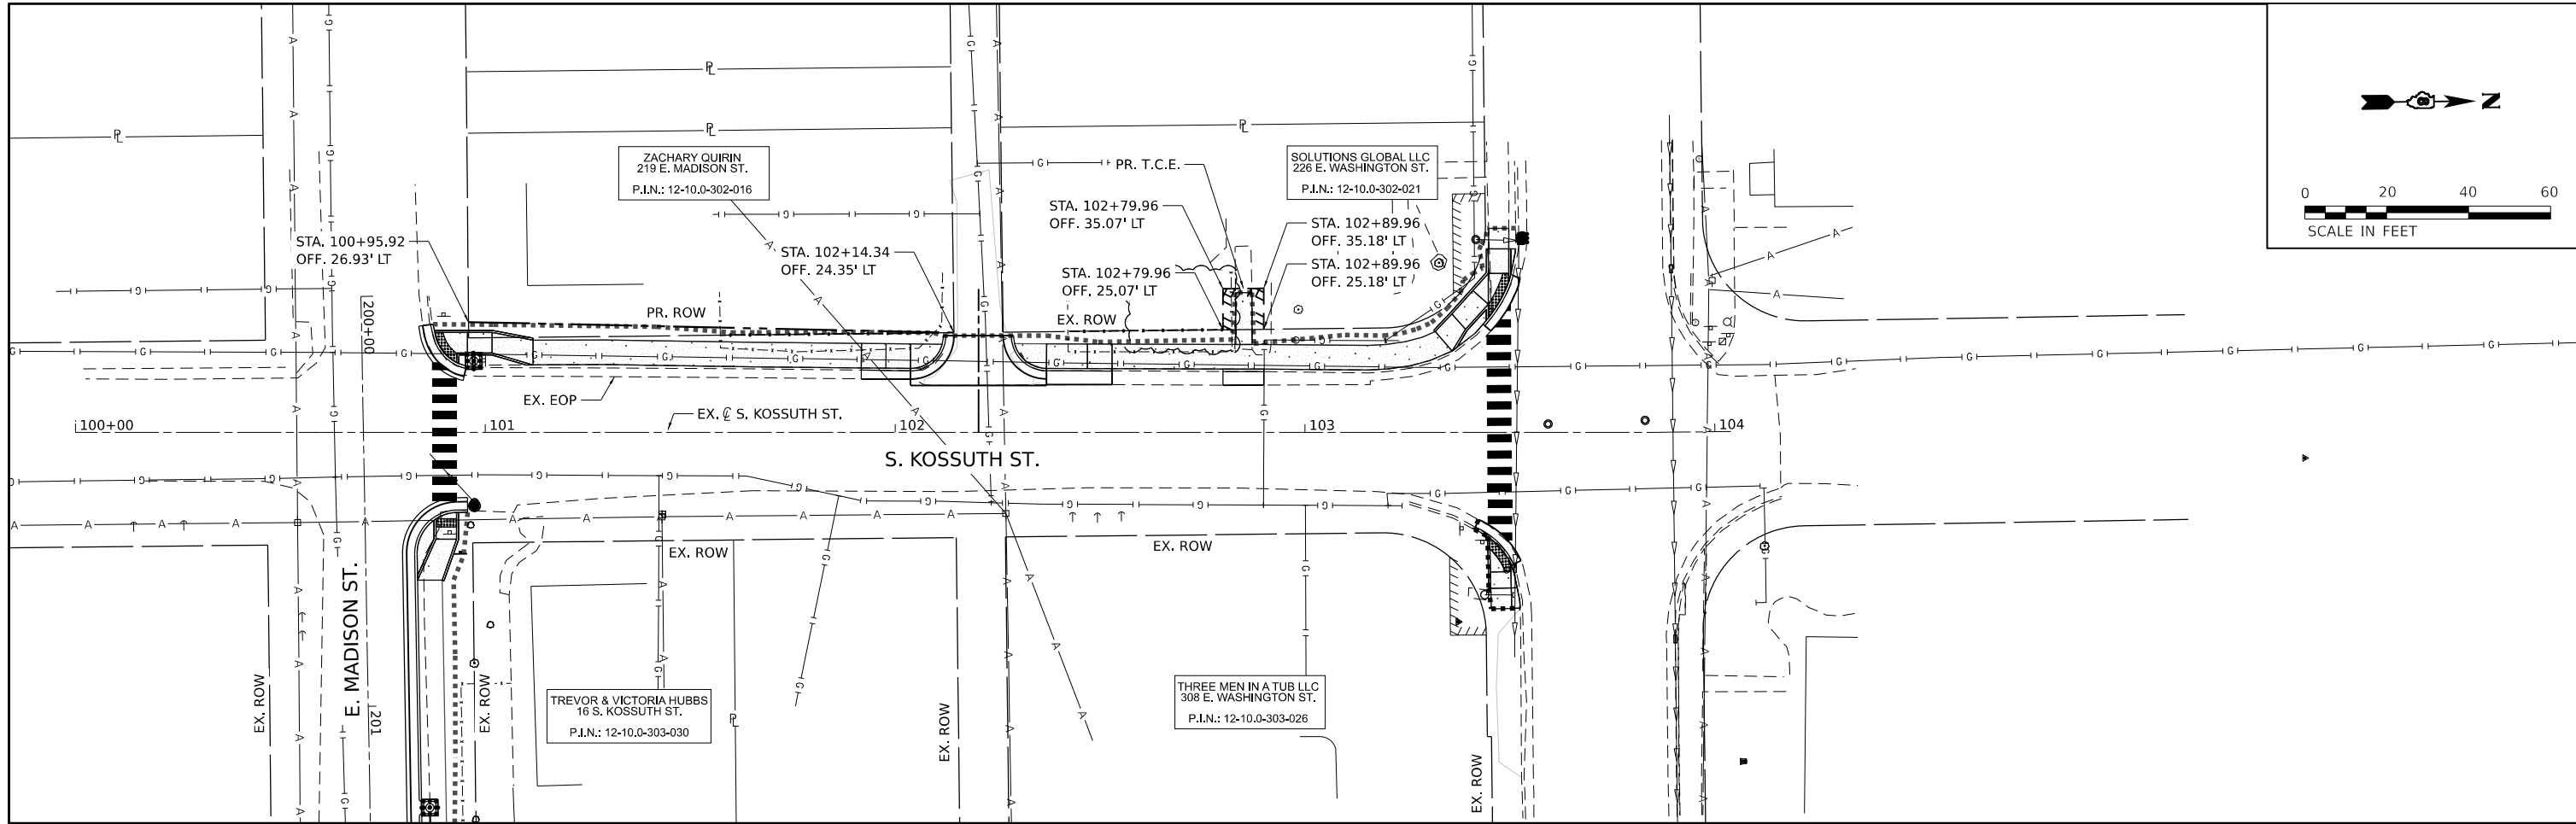 N
0 20 40 60
SCALE IN FEET
ZACHARY QUIRIN
219 E. MADISON ST.
P.I.N.: 12-10.0-302-016
PR. T.C.E.
SOLUTIONS GLOBAL LLC
226 E. WASHINGTON ST.
P.I.N.: 12-10.0-302-021
STA. 100+95.92
OFF. 26.93' LT
STA. 102+14.34
OFF. 24.35' LT
STA. 102+79.96
OFF. 35.07' LT
STA. 102+89.96
OFF. 35.18' LT
STA. 102+79.96
OFF. 25.07' LT
STA. 102+89.96
OFF. 25.18' LT
200+00
PR. ROW
EX. ROW
EX. EOP
EX. ℄ S. KOSSUTH ST.
100+00
101
102
103
104
S. KOSSUTH ST.
EX. ROW
EX. ROW
E. MADISON ST.
201
EX. ROW
EX. ROW
EX. ROW
EX. ROW
TREVOR & VICTORIA HUBBS
16 S. KOSSUTH ST.
P.I.N.: 12-10.0-303-030
THREE MEN IN A TUB LLC
308 E. WASHINGTON ST.
P.I.N.: 12-10.0-303-026